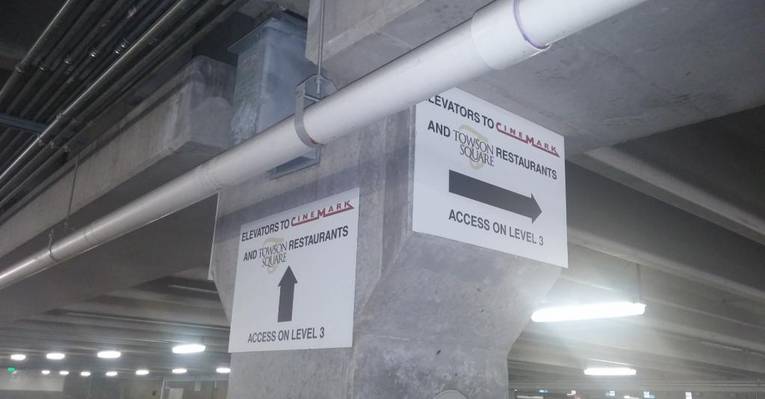 ELEVATORS TO CINEMARK
AND TOWSON SQUARE RESTAURANTS
ACCESS ON LEVEL 3
ELEVATORS TO CINEMARK
AND TOWSON SQUARE RESTAURANTS
ACCESS ON LEVEL 3